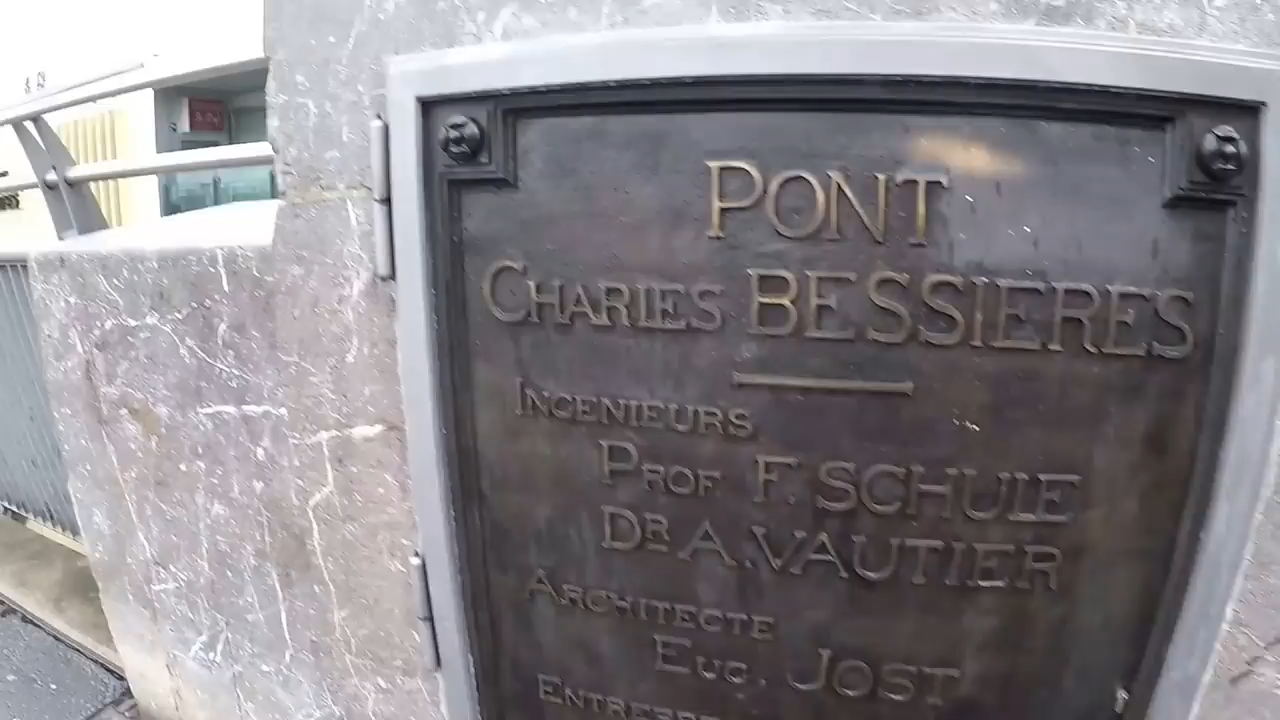 PONT
CHARLES BESSIERES
INGENIEURS
PROF. F. SCHULE
DR A. VAUTIER
ARCHITECTE
EUG. JOST